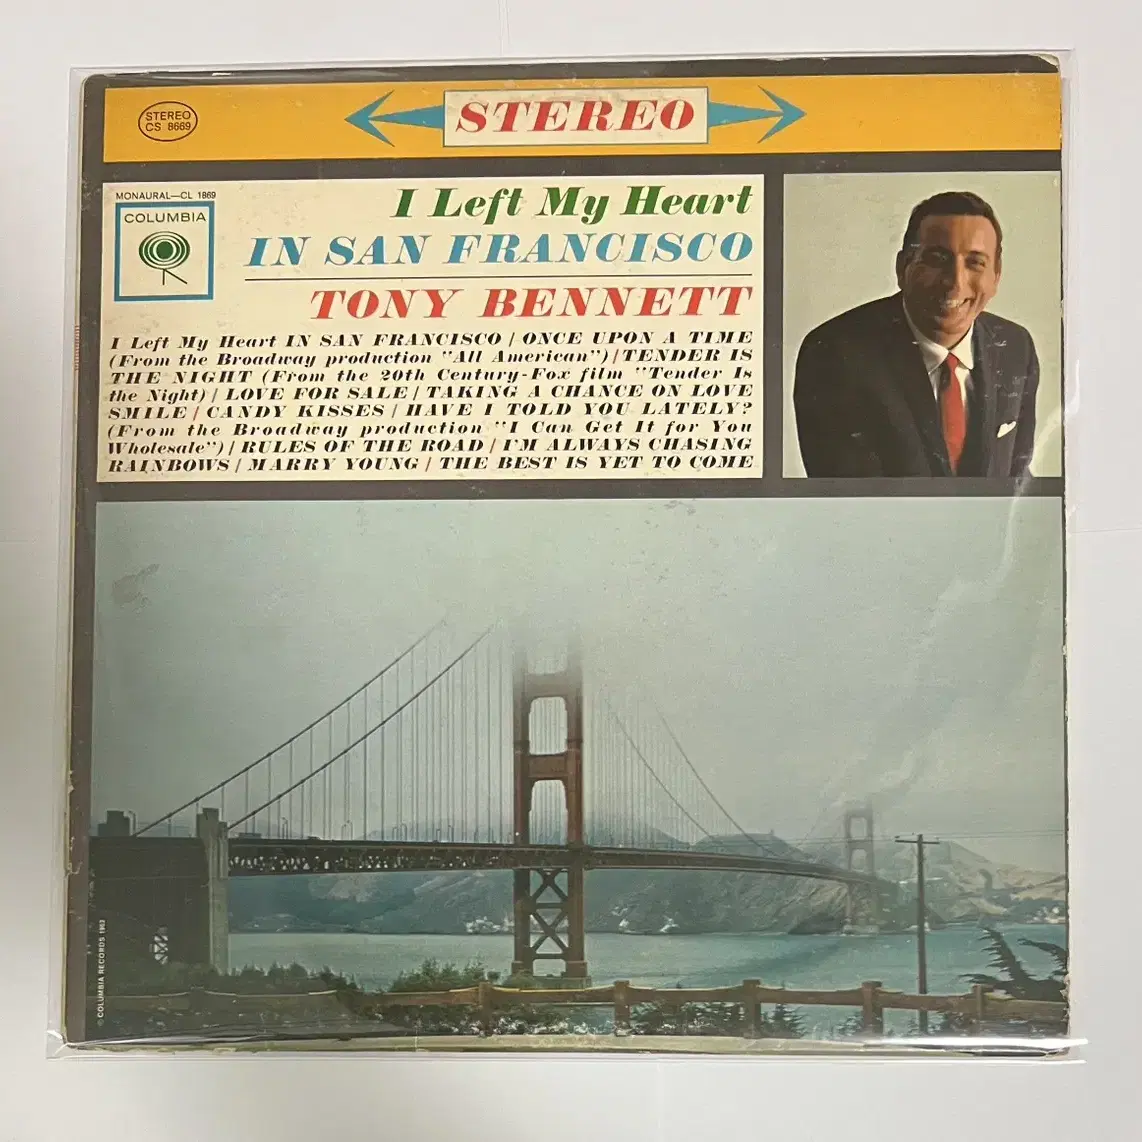 STEREO
CS 8669
STEREO
MONAURAL—CL 1869
COLUMBIA
I Left My Heart
IN SAN FRANCISCO
TONY BENNETT
I Left My Heart IN SAN FRANCISCO / ONCE UPON A TIME
(From the Broadway production "All American") / TENDER IS
THE NIGHT (From the 20th Century-Fox film "Tender Is
the Night) / LOVE FOR SALE / TAKING A CHANCE ON LOVE
SMILE / CANDY KISSES / HAVE I TOLD YOU LATELY?
(From the Broadway production "I Can Get It for You
Wholesale") / RULES OF THE ROAD / I'M ALWAYS CHASING
RAINBOWS / MARRY YOUNG / THE BEST IS YET TO COME
© COLUMBIA RECORDS 1963